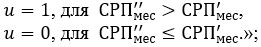 u = 1, для СРП′′мес > СРП′мес,
u = 0, для СРП′′мес ≤ СРП′мес.»;